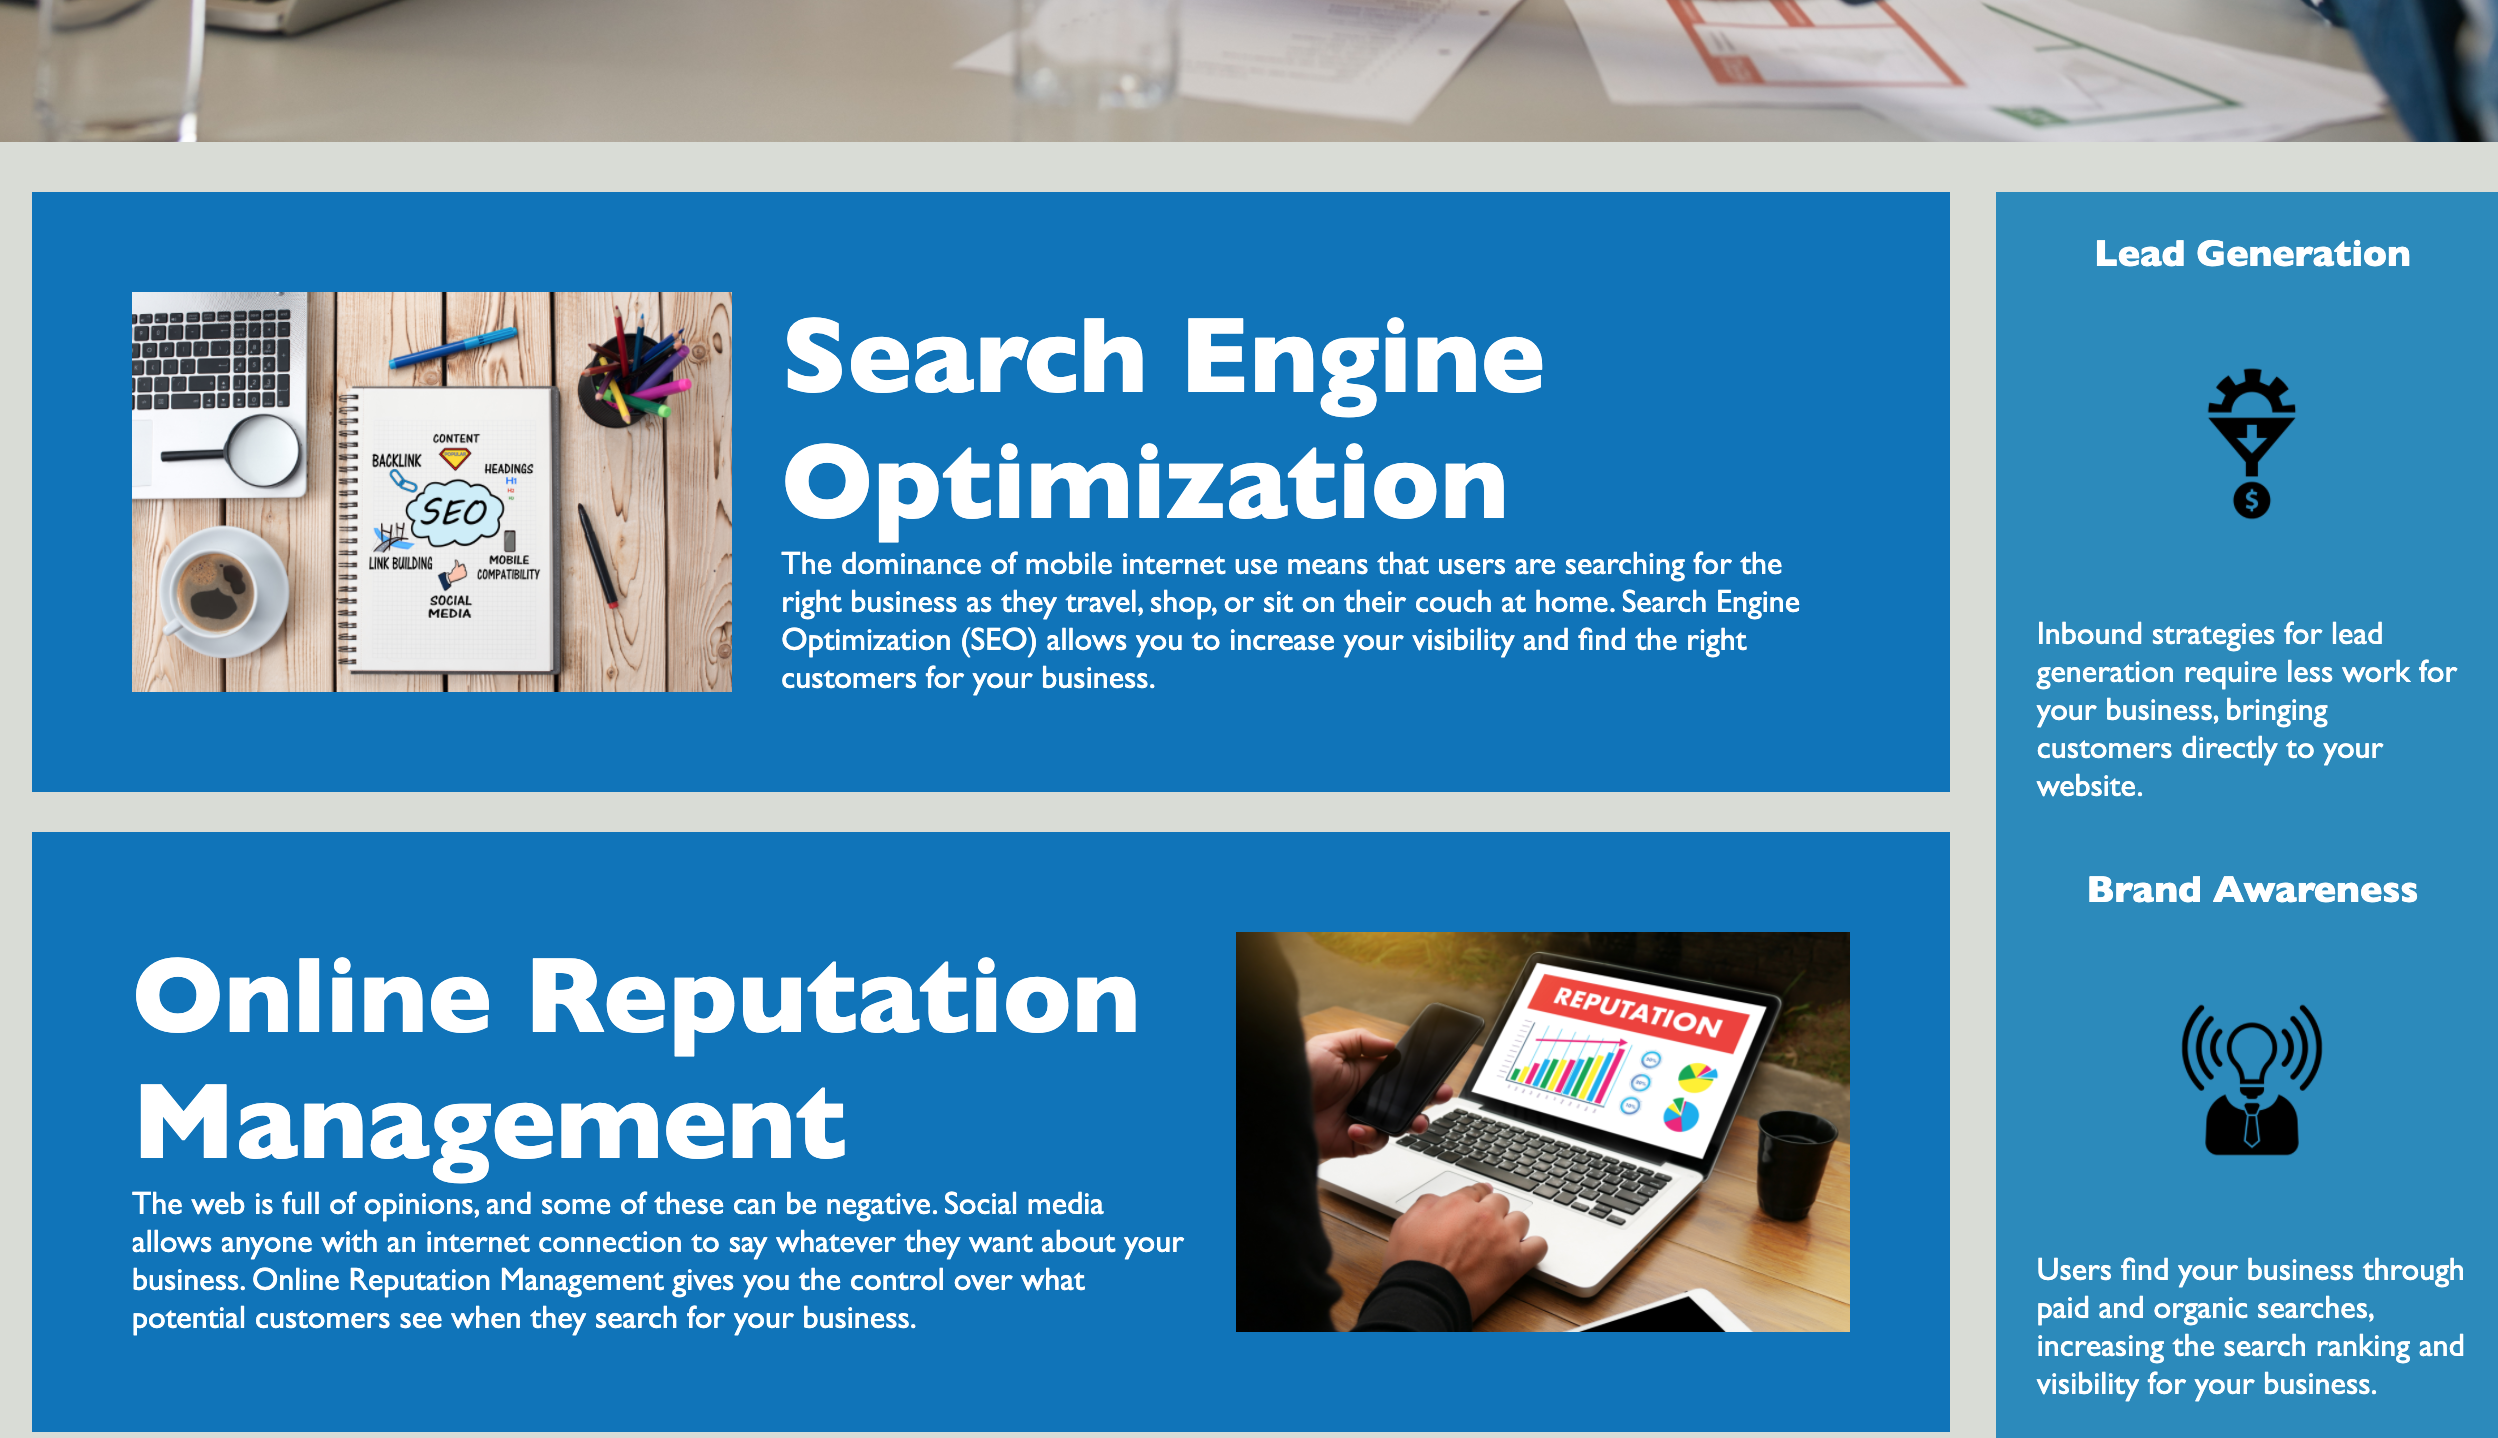 Search Engine
Optimization
The dominance of mobile internet use means that users are searching for the
right business as they travel, shop, or sit on their couch at home. Search Engine
Optimization (SEO) allows you to increase your visibility and find the right
customers for your business.
CONTENT
POPULAR
BACKLINK
HEADINGS
H1
H2
SEO
LINK BUILDING
MOBILE
COMPATIBILITY
SOCIAL
MEDIA
Online Reputation
Management
The web is full of opinions, and some of these can be negative. Social media
allows anyone with an internet connection to say whatever they want about your
business. Online Reputation Management gives you the control over what
potential customers see when they search for your business.
REPUTATION
Lead Generation
$
Inbound strategies for lead
generation require less work for
your business, bringing
customers directly to your
website.
Brand Awareness
Users find your business through
paid and organic searches,
increasing the search ranking and
visibility for your business.